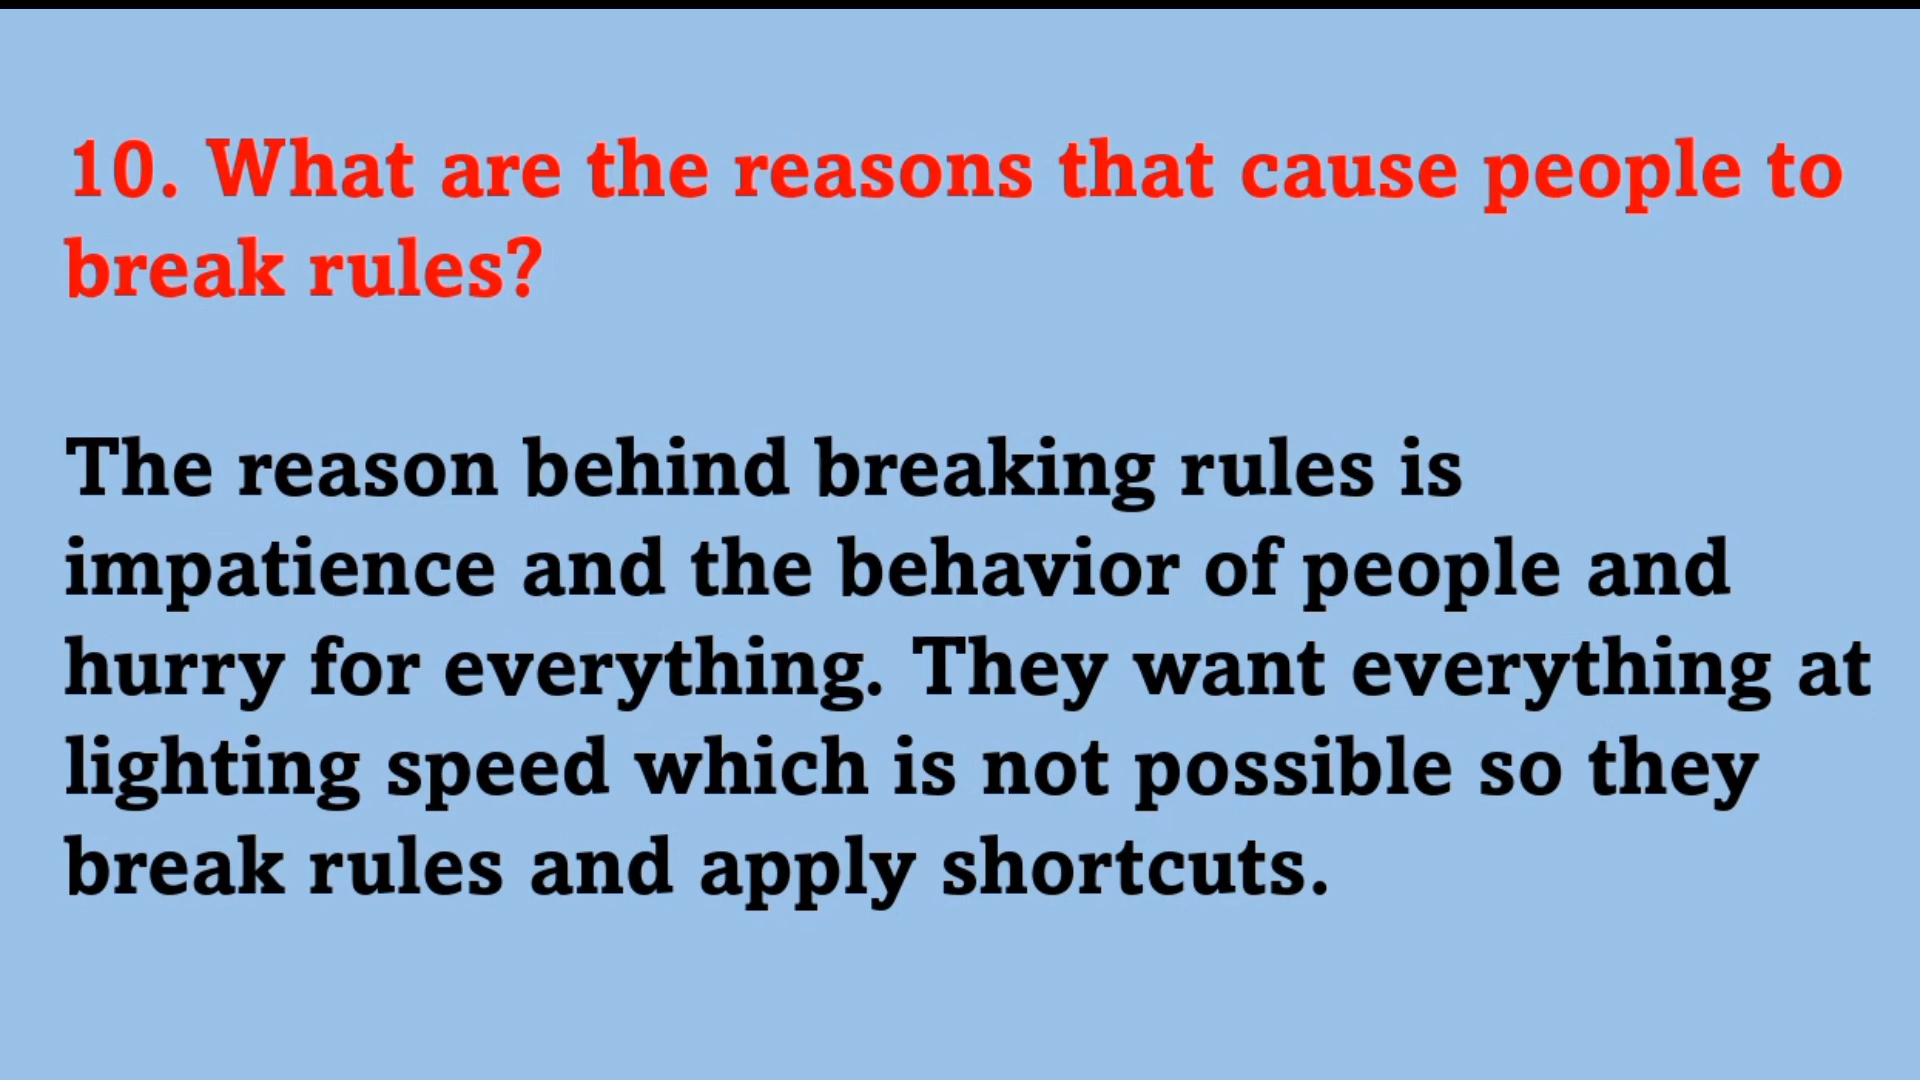 10. What are the reasons that cause people to
break rules?
The reason behind breaking rules is
impatience and the behavior of people and
hurry for everything. They want everything at
lighting speed which is not possible so they
break rules and apply shortcuts.